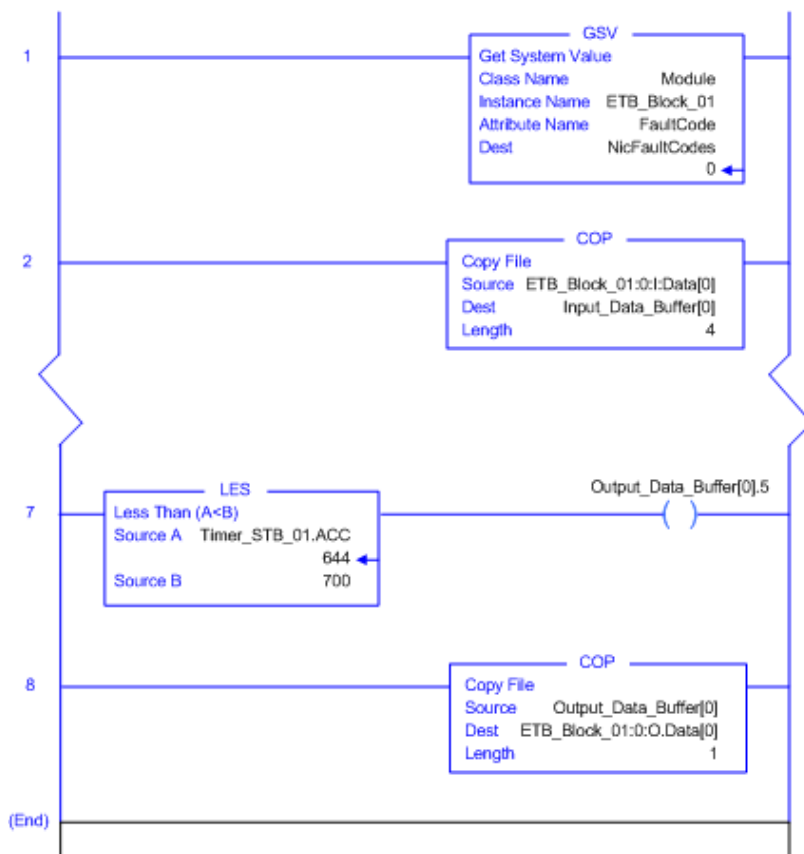 GSV
1
Get System Value
Class Name Module
Instance Name ETB_Block_01
Attribute Name FaultCode
Dest NicFaultCodes
0
COP
2
Copy File
Source ETB_Block_01:0:I:Data[0]
Dest Input_Data_Buffer[0]
Length 4
LES
Output_Data_Buffer[0].5
7
Less Than (A<B)
Source A Timer_STB_01.ACC
644
Source B 700
COP
8
Copy File
Source Output_Data_Buffer[0]
Dest ETB_Block_01:0:O.Data[0]
Length 1
(End)